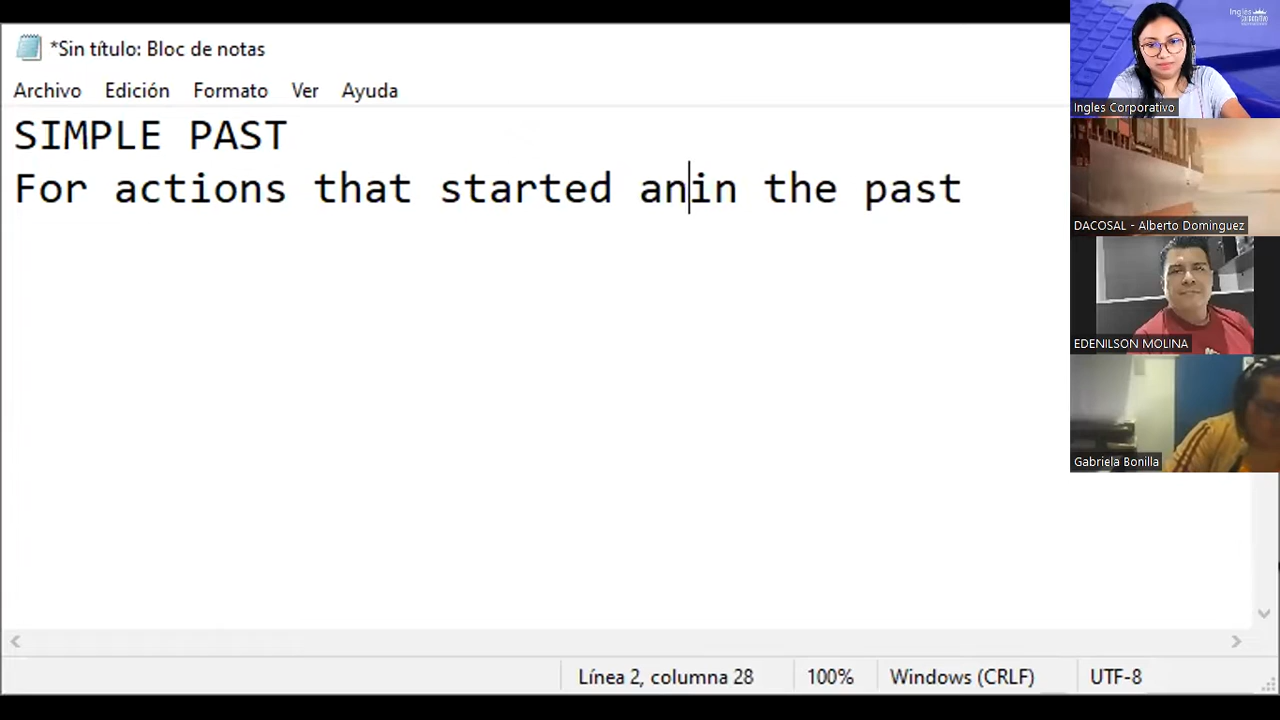 *Sin título: Bloc de notas
Archivo Edición Formato Ver Ayuda
SIMPLE PAST
For actions that started anin the past
Línea 2, columna 28 100% Windows (CRLF) UTF-8
Ingles
Ingles Corporativo
DACOSAL - Alberto Dominguez
EDENILSON MOLINA
Gabriela Bonilla